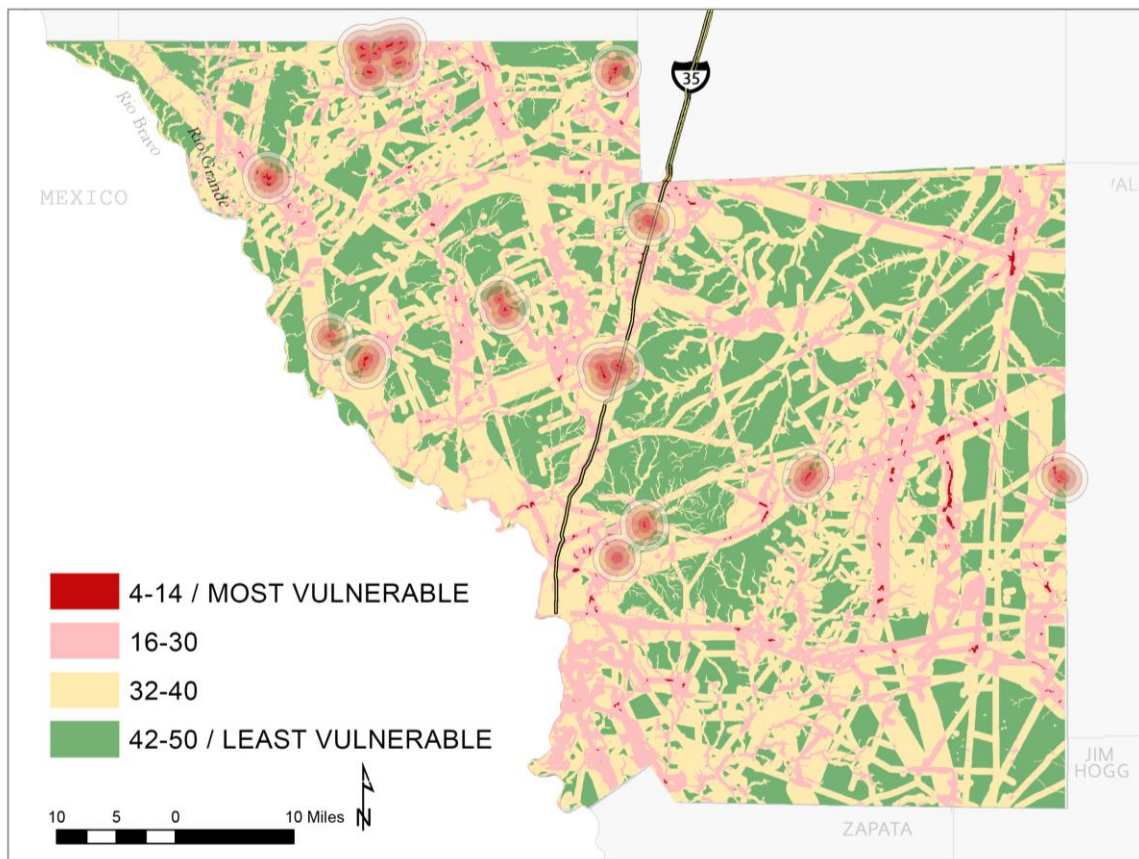 35
Rio Bravo
Rio Grande
MEXICO
VAL
4-14 / MOST VULNERABLE
16-30
32-40
42-50 / LEAST VULNERABLE
JIM
HOGG
10 5 0 10 Miles
N
ZAPATA